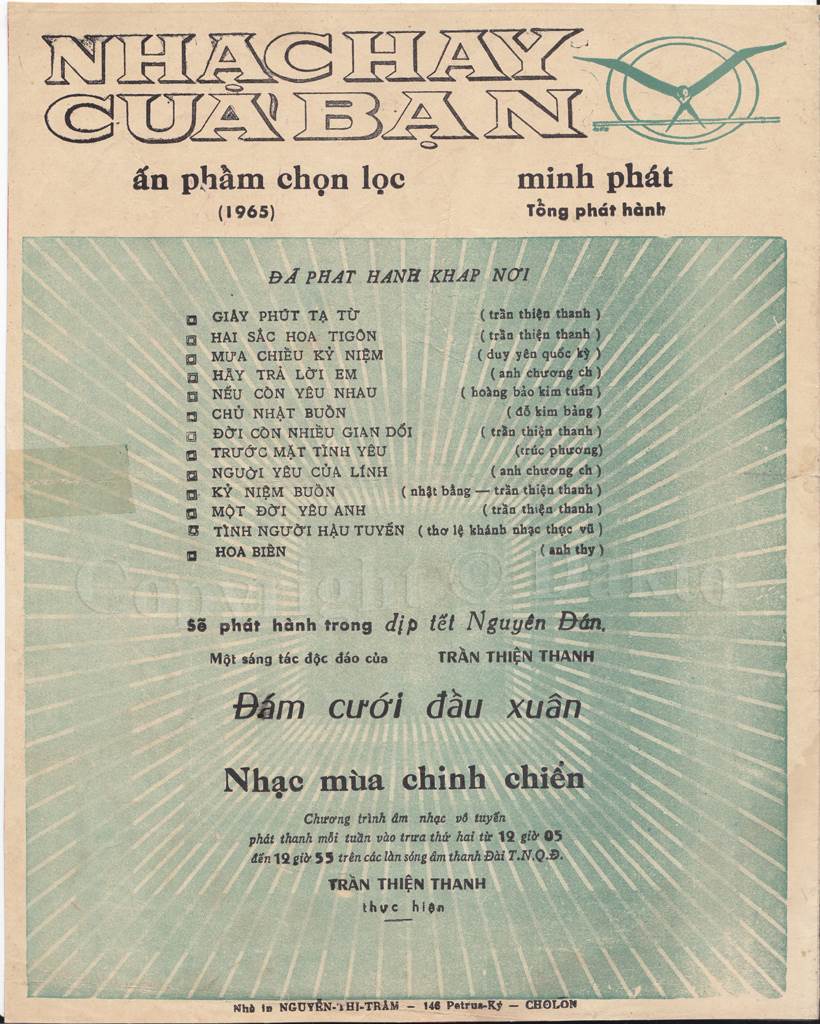 NHẠC HAY
CUẢ BẠN
ấn phẩm chọn lọc
minh phát
(1965)
Tổng phát hành
ĐÃ PHAT HANH KHAP NƠI
GIÂY PHÚT TẠ TỪ ( trần thiện thanh )
HAI SẮC HOA TIGÔN ( trần thiện thanh )
MƯA CHIỀU KỶ NIỆM ( duy yên quốc kỳ )
HÃY TRẢ LỜI EM ( anh chương ch )
NẾU CÒN YÊU NHAU ( hoàng bảo kim tuấn )
CHỦ NHẬT BUỒN ( đỗ kim bảng )
ĐỜI CÒN NHIỀU GIAN DỐI ( trần thiện thanh )
TRƯỚC MẶT TÌNH YÊU (trúc phương)
NGƯỜI YÊU CỦA LÍNH ( anh chương ch )
KỶ NIỆM BUỒN ( nhật bằng — trần thiện thanh )
MỘT ĐỜI YÊU ANH ( trần thiện thanh )
TÌNH NGƯỜI HẬU TUYẾN ( thơ lệ khánh nhạc thục vũ )
HOA BIỂN ( anh thy )
Copyright © Dakto
Sẽ phát hành trong dịp tết Nguyên Đán.
Một sáng tác độc đáo của TRẦN THIỆN THANH
Đám cưới đầu xuân
Nhạc mùa chinh chiến
Chương trình âm nhạc vô tuyến
phát thanh mỗi tuần vào trưa thứ hai từ 12 giờ 05
đến 12 giờ 55 trên các làn sóng âm thanh Đài T.N.Q.Đ.
TRẦN THIỆN THANH
thực hiện
Nhà in NGUYỄN-THI-TRÂM — 146 Petrus-Ký — CHOLON